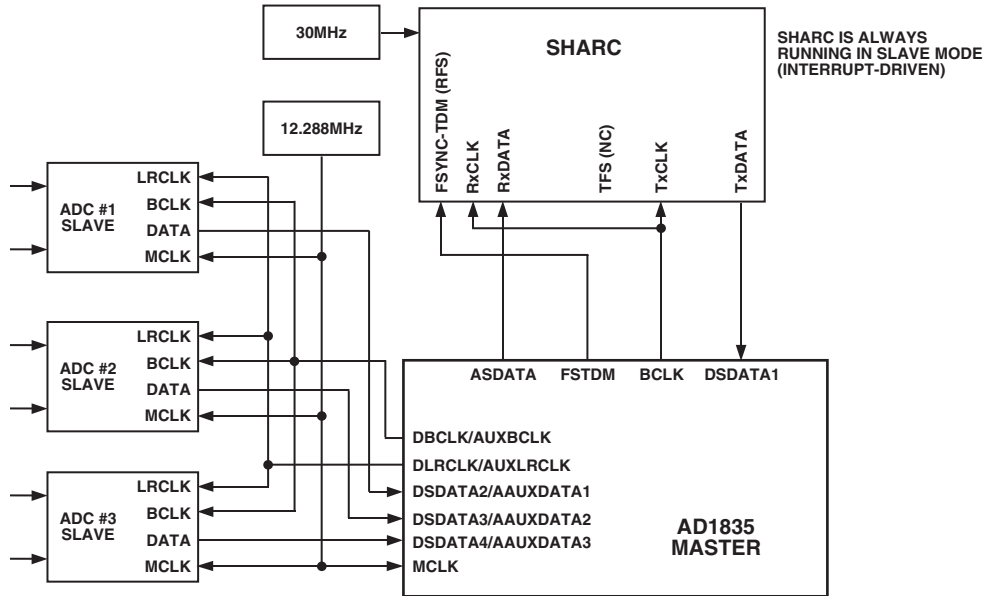 30MHz
SHARC
SHARC IS ALWAYS
RUNNING IN SLAVE MODE
(INTERRUPT-DRIVEN)
12.288MHz
FSYNC-TDM (RFS)
RxCLK
RxDATA
TFS (NC)
TxCLK
TxDATA
ADC #1
SLAVE
LRCLK
BCLK
DATA
MCLK
ADC #2
SLAVE
LRCLK
BCLK
DATA
MCLK
ADC #3
SLAVE
LRCLK
BCLK
DATA
MCLK
ASDATA
FSTDM
BCLK
DSDATA1
DBCLK/AUXBCLK
DLRCLK/AUXLRCLK
DSDATA2/AAUXDATA1
DSDATA3/AAUXDATA2
DSDATA4/AAUXDATA3
MCLK
AD1835
MASTER